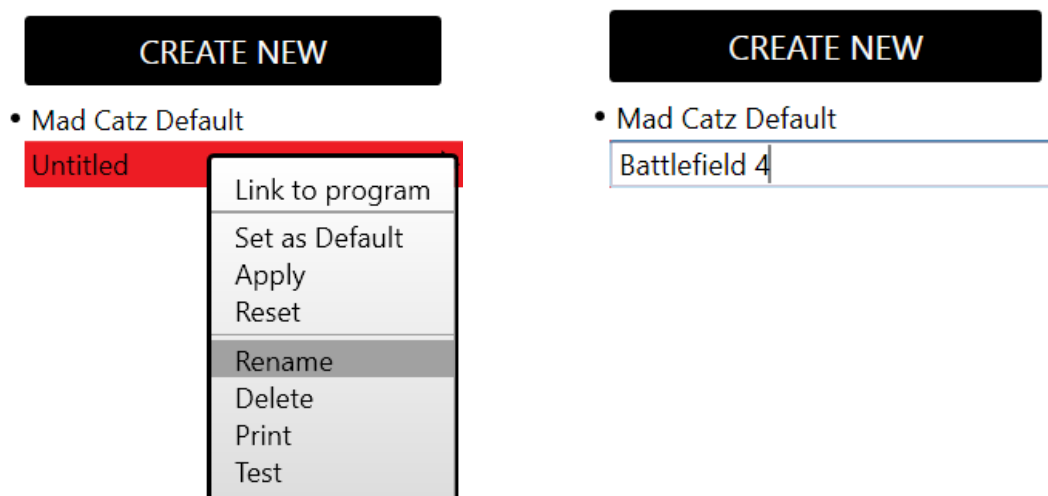 CREATE NEW
• Mad Catz Default
Untitled
Link to program
Set as Default
Apply
Reset
Rename
Delete
Print
Test
CREATE NEW
• Mad Catz Default
Battlefield 4